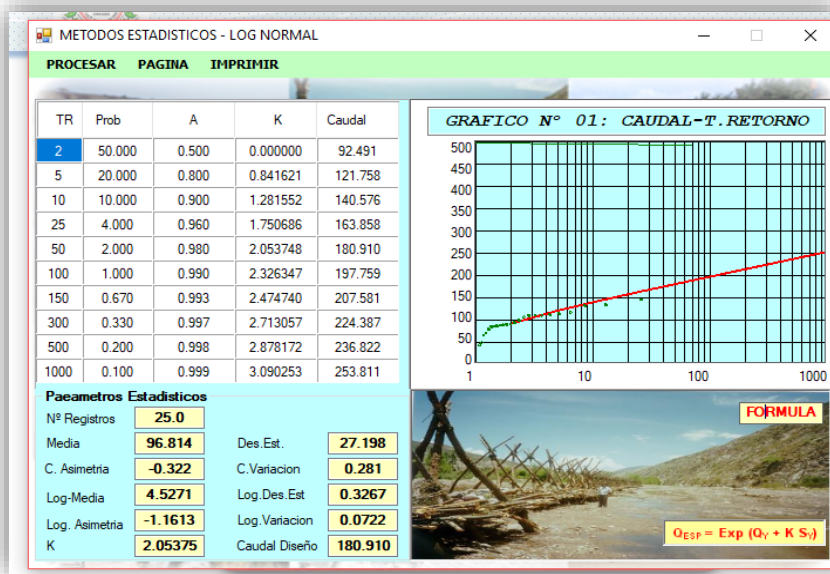 METODOS ESTADISTICOS - LOG NORMAL
PROCESAR PAGINA IMPRIMIR
TR Prob A K Caudal
2 50.000 0.500 0.000000 92.491
5 20.000 0.800 0.841621 121.758
10 10.000 0.900 1.281552 140.576
25 4.000 0.960 1.750686 163.858
50 2.000 0.980 2.053748 180.910
100 1.000 0.990 2.326347 197.759
150 0.670 0.993 2.474740 207.581
300 0.330 0.997 2.713057 224.387
500 0.200 0.998 2.878172 236.822
1000 0.100 0.999 3.090253 253.811
GRAFICO Nº 01: CAUDAL-T.RETORNO
500
450
400
350
300
250
200
150
100
50
0
1 10 100 1000
Paeametros Estadisticos
Nº Registros 25.0
Media 96.814 Des.Est. 27.198
C. Asimetria -0.322 C.Variacion 0.281
Log-Media 4.5271 Log.Des.Est 0.3267
Log. Asimetria -1.1613 Log.Variacion 0.0722
K 2.05375 Caudal Diseño 180.910
FORMULA
QESP = Exp (QY + K SY)